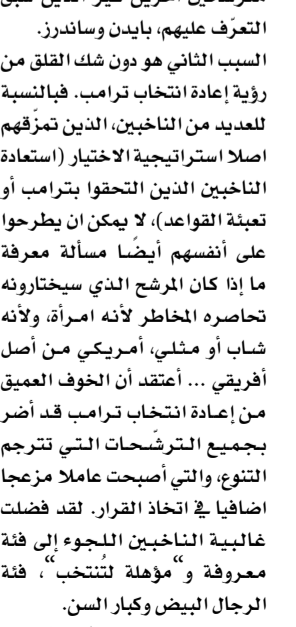 التعرّف عليهم، بايدن وساندرز.
السبب الثاني هو دون شك القلق من
رؤية إعادة انتخاب ترامب. فبالنسبة
للعديد من الناخبين، الذين تمزّقهم
اصلا استراتيجية الاختيار (استعادة
الناخبين الذين التحقوا بترامب أو
تعبئة القواعد)، لا يمكن ان يطرحوا
على أنفسهم أيضًا مسألة معرفة
ما إذا كان المرشح الذي سيختارونه
تحاصره المخاطر لأنه امرأة، ولأنه
شاب أو مثلي، أمريكي من أصل
أفريقي ... أعتقد أن الخوف العميق
من إعادة انتخاب ترامب قد أضر
بجميع الترشّحات التي تترجم
التنوع، والتي أصبحت عاملا مزعجا
اضافيا في اتخاذ القرار. لقد فضلت
غالبية الناخبين اللجوء إلى فئة
معروفة و“مؤهلة لتُنتخب“، فئة
الرجال البيض وكبار السن.